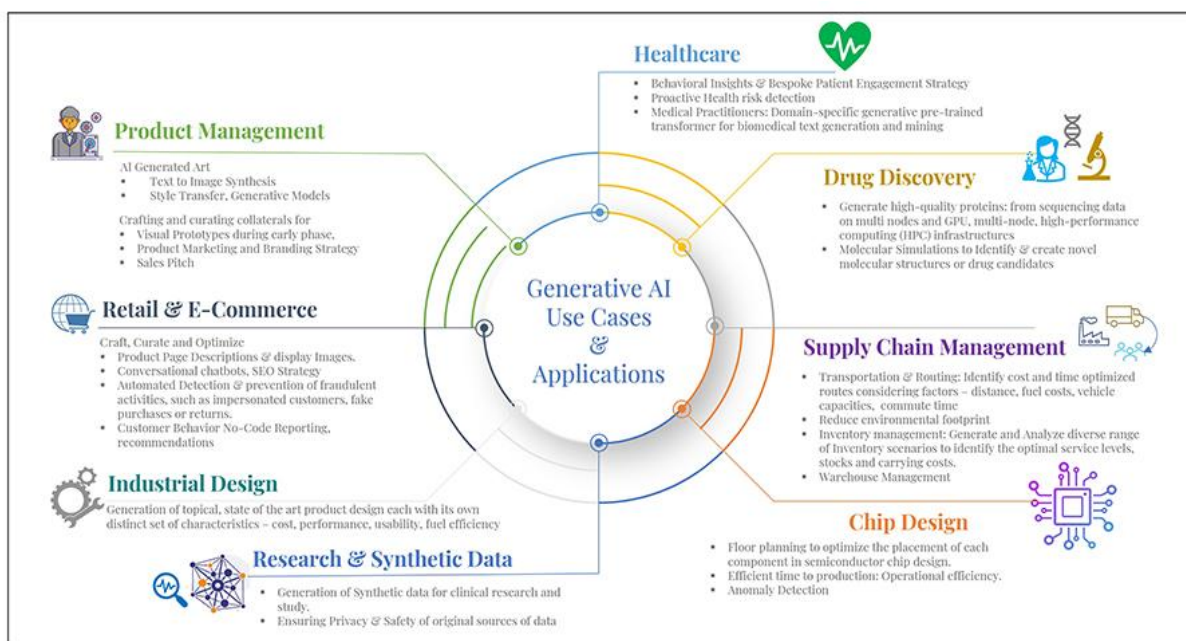 Healthcare
Behavioral Insights & Bespoke Patient Engagement Strategy
Proactive Health risk detection
Medical Practitioners: Domain-specific generative pre-trained
transformer for biomedical text generation and mining
Product Management
AI Generated Art
Text to Image Synthesis
Style Transfer, Generative Models
Crafting and curating collaterals for
Visual Prototypes during early phase,
Product Marketing and Branding Strategy
Sales Pitch
Drug Discovery
Generate high-quality proteins: from sequencing data
on multi nodes and GPU, multi-node, high-performance
computing (HPC) infrastructures
Molecular Simulations to Identify & create novel
molecular structures or drug candidates
Generative AI
Use Cases
&
Applications
Retail & E-Commerce
Craft, Curate and Optimize
Product Page Descriptions & display Images.
Conversational chatbots, SEO Strategy
Automated Detection & prevention of fraudulent
activities, such as impersonated customers, fake
purchases or returns.
Customer Behavior No-Code Reporting,
recommendations
Supply Chain Management
Transportation & Routing: Identify cost and time optimized
routes considering factors – distance, fuel costs, vehicle
capacities, commute time
Reduce environmental footprint
Inventory management: Generate and Analyze diverse range
of Inventory scenarios to identify the optimal service levels,
stocks and carrying costs.
Warehouse Management
Industrial Design
Generation of topical, state of the art product design each with its own
distinct set of characteristics – cost, performance, usability, fuel efficiency
Chip Design
Floor planning to optimize the placement of each
component in semiconductor chip design.
Efficient time to production: Operational efficiency.
Anomaly Detection
Research & Synthetic Data
Generation of Synthetic data for clinical research and
study.
Ensuring Privacy & Safety of original sources of data